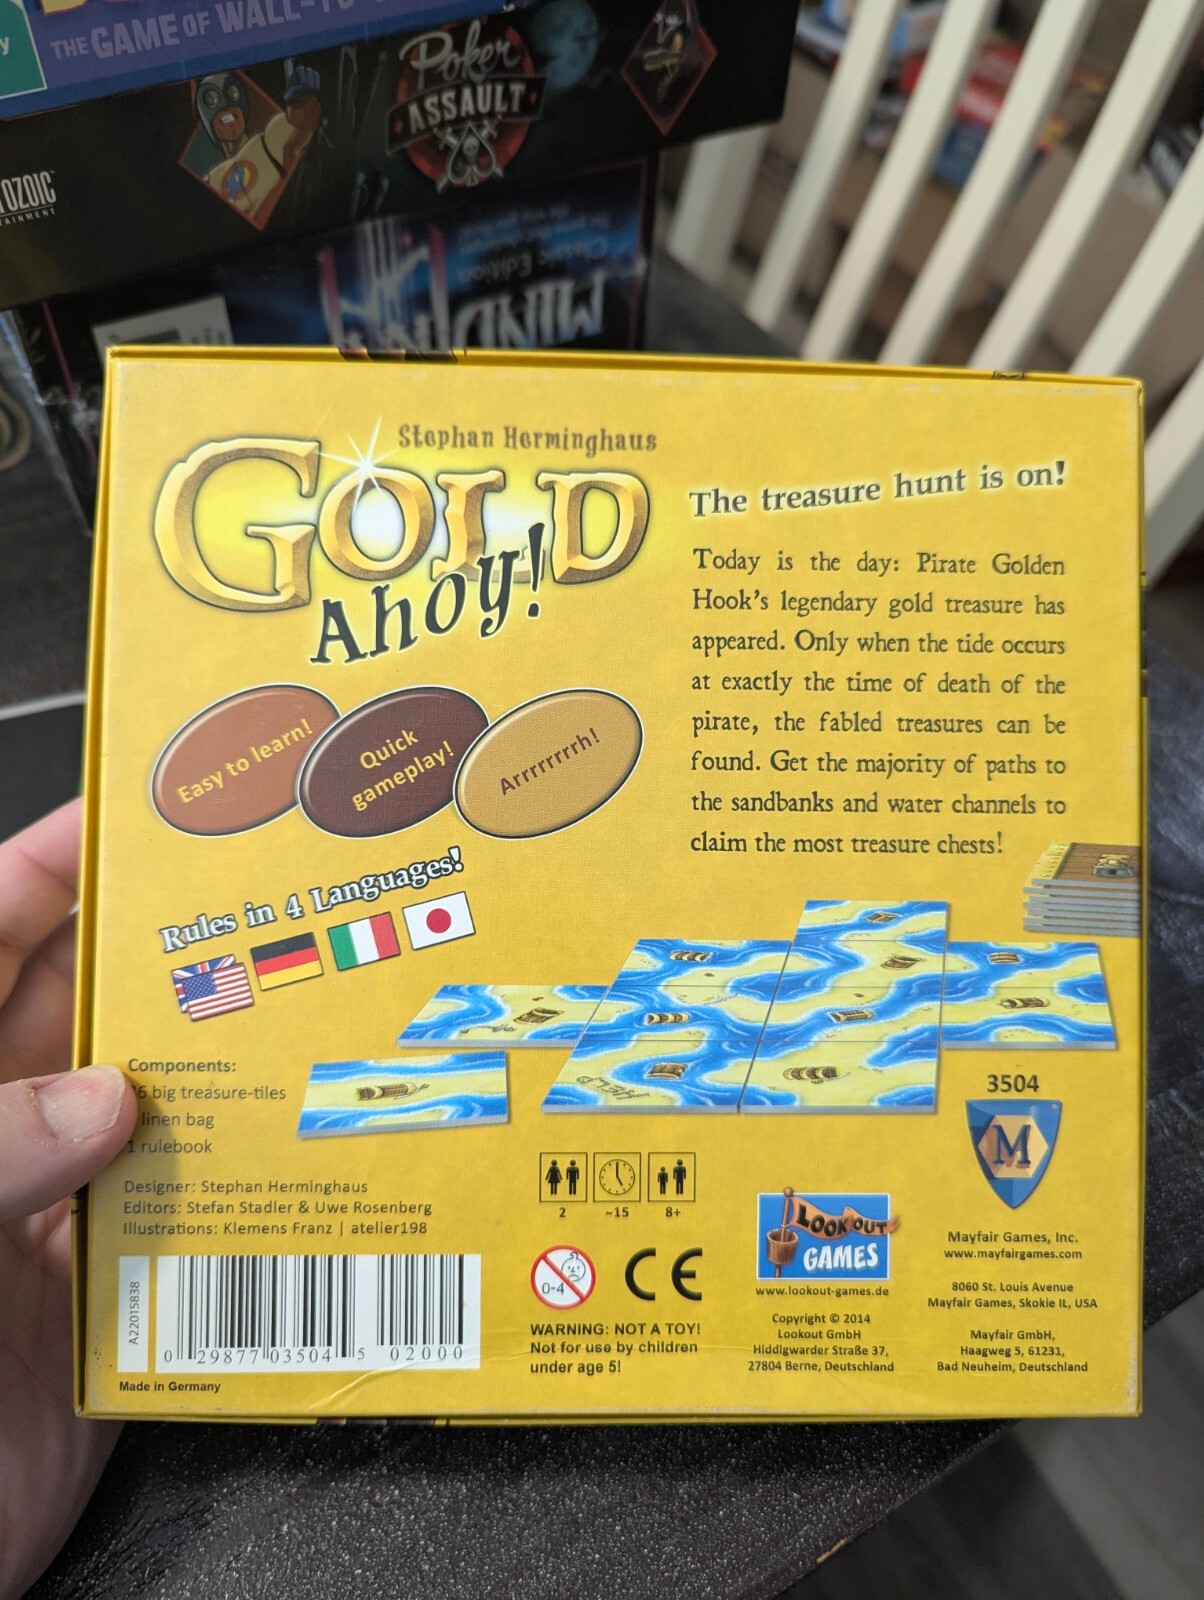 THE GAME OF
Poker
ASSAULT
Classic Edition
Stephan Herminghaus
GOLD
Ahoy!
The treasure hunt is on!
Today is the day: Pirate Golden
Hook's legendary gold treasure has
appeared. Only when the tide occurs
at exactly the time of death of the
pirate, the fabled treasures can be
found. Get the majority of paths to
the sandbanks and water channels to
claim the most treasure chests!
Easy to learn!
Quick
gameplay!
Arrrrrrrh!
Rules in 4 Languages!
HELP
Components:
big treasure-tiles
linen bag
1 rulebook
Designer: Stephan Herminghaus
Editors: Stefan Stadler & Uwe Rosenberg
Illustrations: Klemens Franz | atelier198
2
~15
8+
3504
M
A22015838
0 29877 03504 5 02000
Made in Germany
0-4
CE
WARNING: NOT A TOY!
Not for use by children
under age 5!
LOOKOUT
GAMES
www.lookout-games.de
Copyright © 2014
Lookout GmbH
Hiddigwarder Straße 37,
27804 Berne, Deutschland
Mayfair Games, Inc.
www.mayfairgames.com
8060 St. Louis Avenue
Mayfair Games, Skokie IL, USA
Mayfair GmbH,
Haagweg 5, 61231,
Bad Neuheim, Deutschland